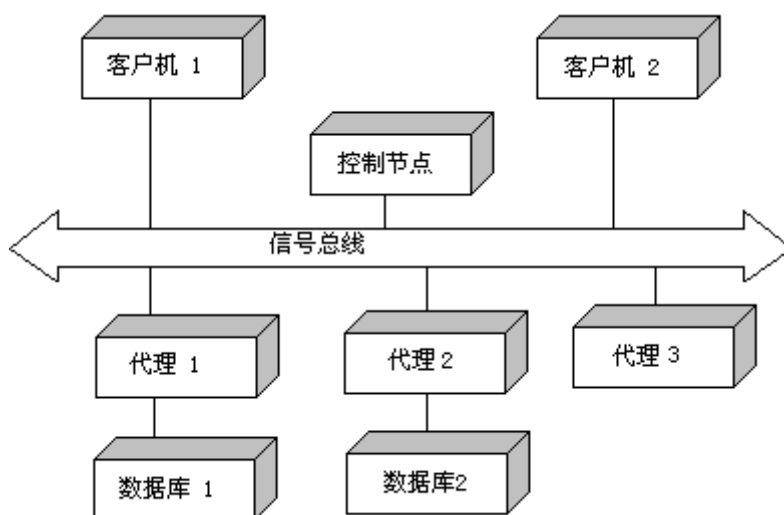 客户机 1
客户机 2
控制节点
信号总线
代理 1
代理 2
代理 3
数据库 1
数据库2